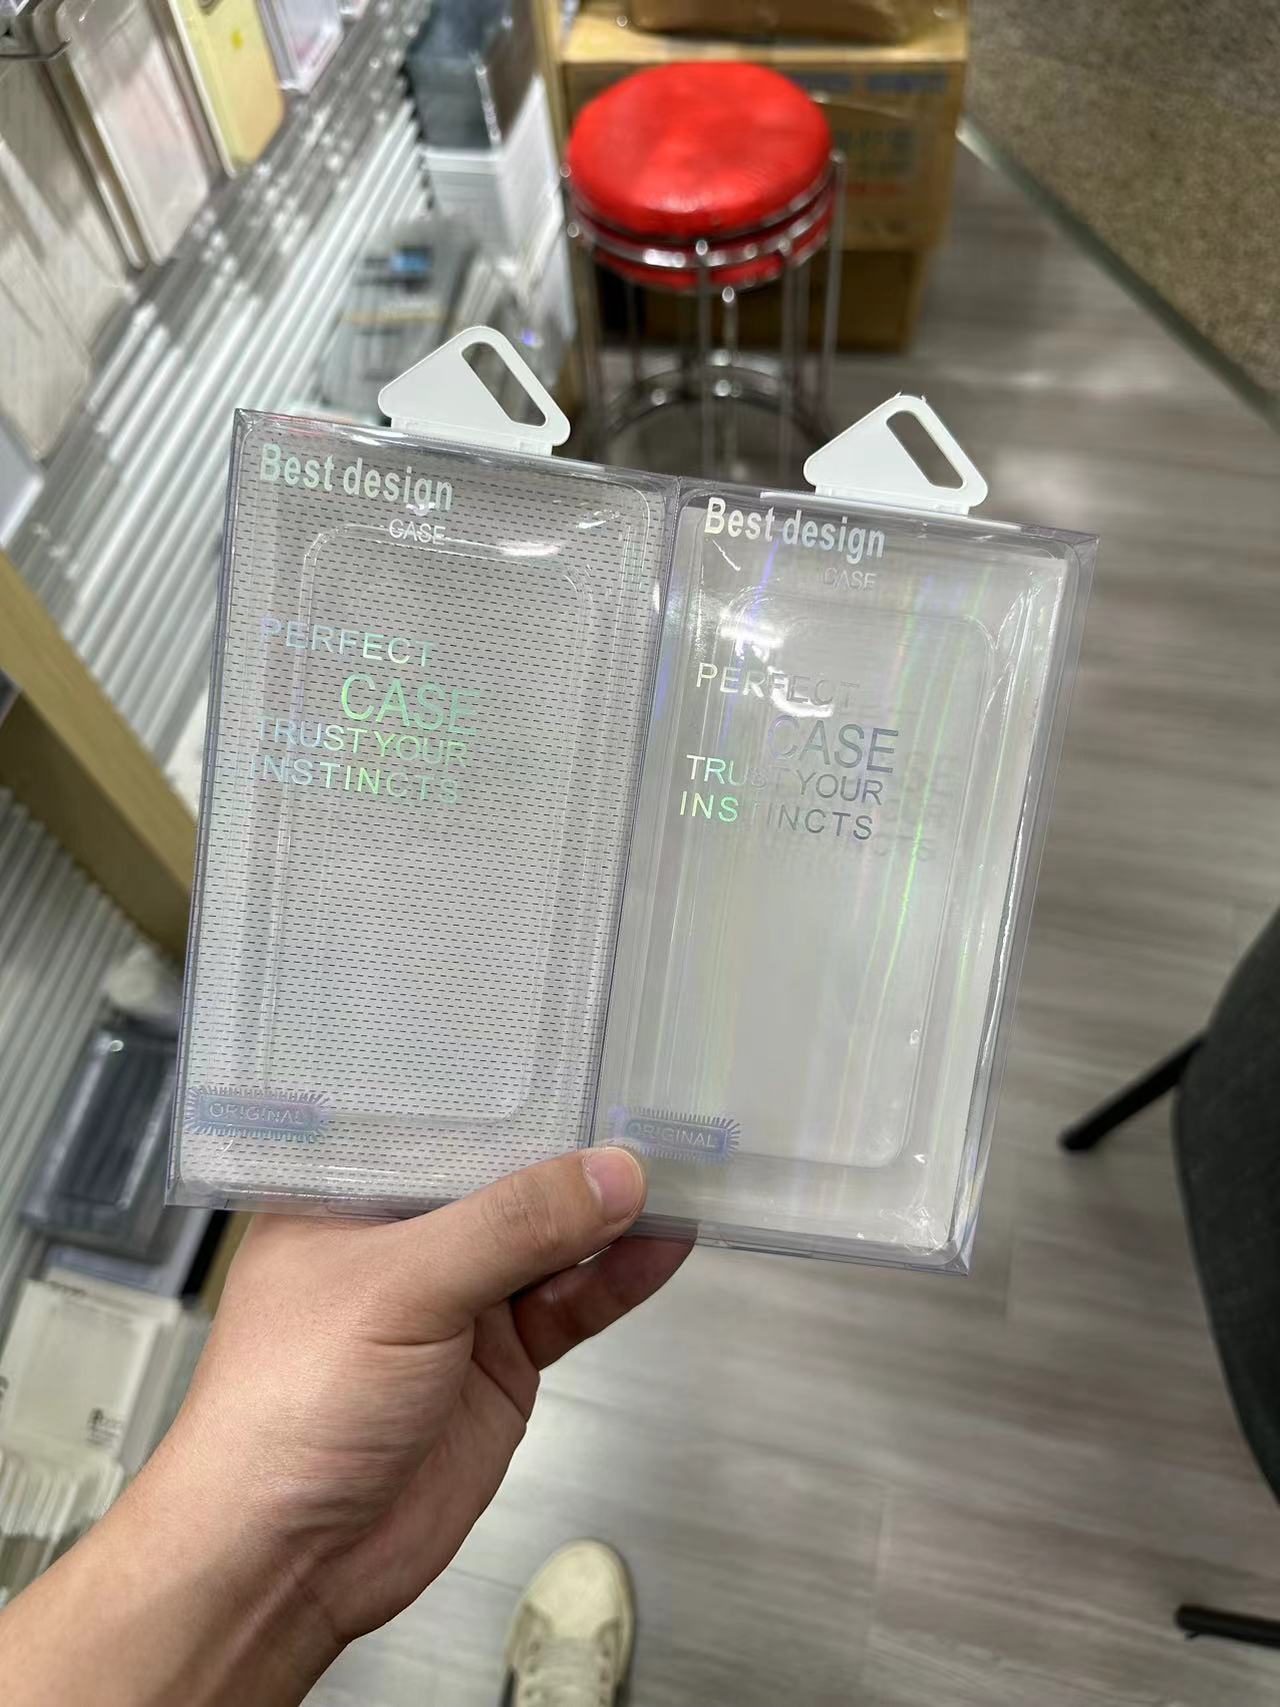 Best design
CASE
PERFECT
CASE
TRUST YOUR
INSTINCTS
ORIGINAL
Best design
CASE
PERFECT
CASE
TRUST YOUR
INSTINCTS
ORIGINAL